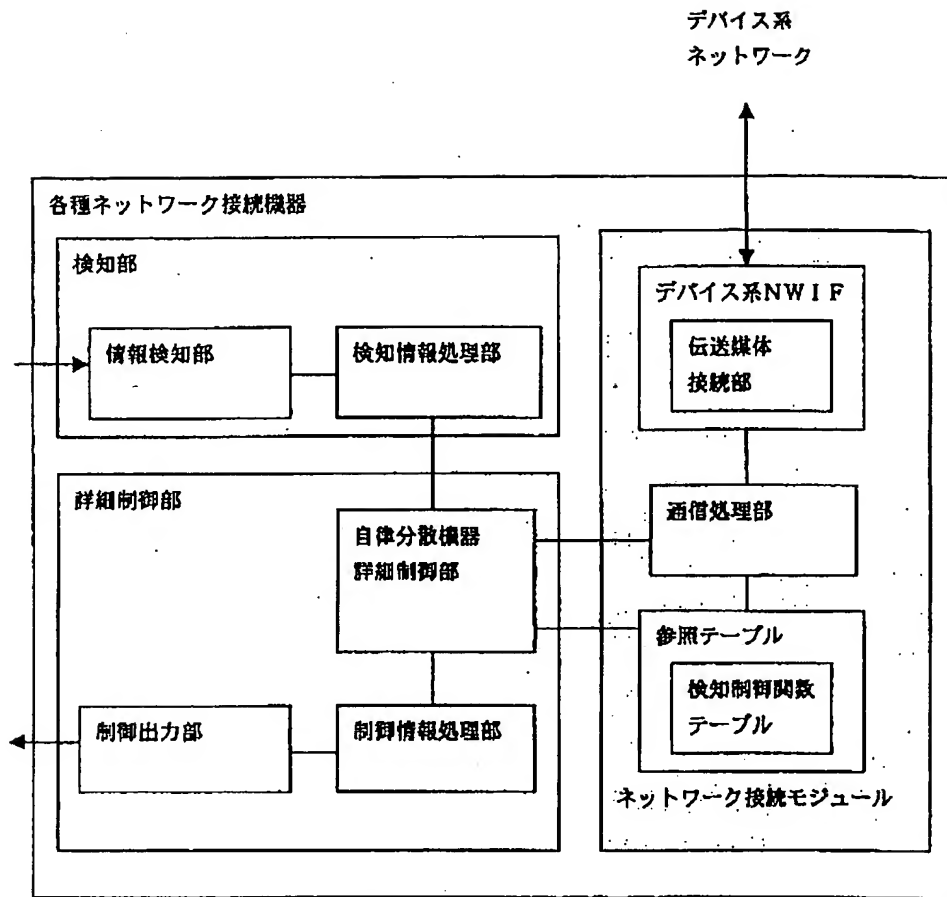 デバイス系
ネットワーク
各種ネットワーク接続機器
検知部
情報検知部
検知情報処理部
デバイス系NWIF
伝送媒体
接続部
詳細制御部
自律分散機器
詳細制御部
通信処理部
参照テーブル
検知制御関数
テーブル
制御出力部
制御情報処理部
ネットワーク接続モジュール